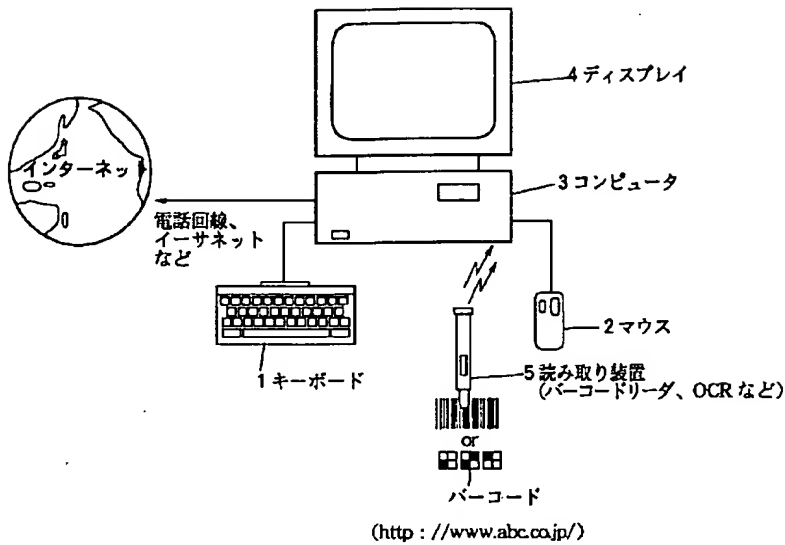 4 ディスプレイ
インターネット
3 コンピュータ
電話回線、
イーサネット
など
2 マウス
1 キーボード
5 読み取り装置
(バーコードリーダ、OCR など)
or
バーコード
(http : //www.abc.co.jp/)